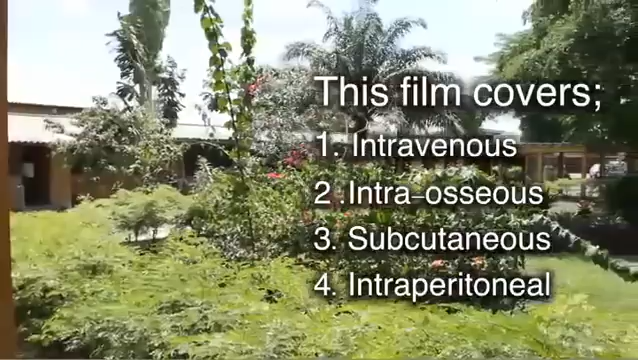 This film covers;
1. Intravenous
2 .Intra-osseous
3. Subcutaneous
4. Intraperitoneal